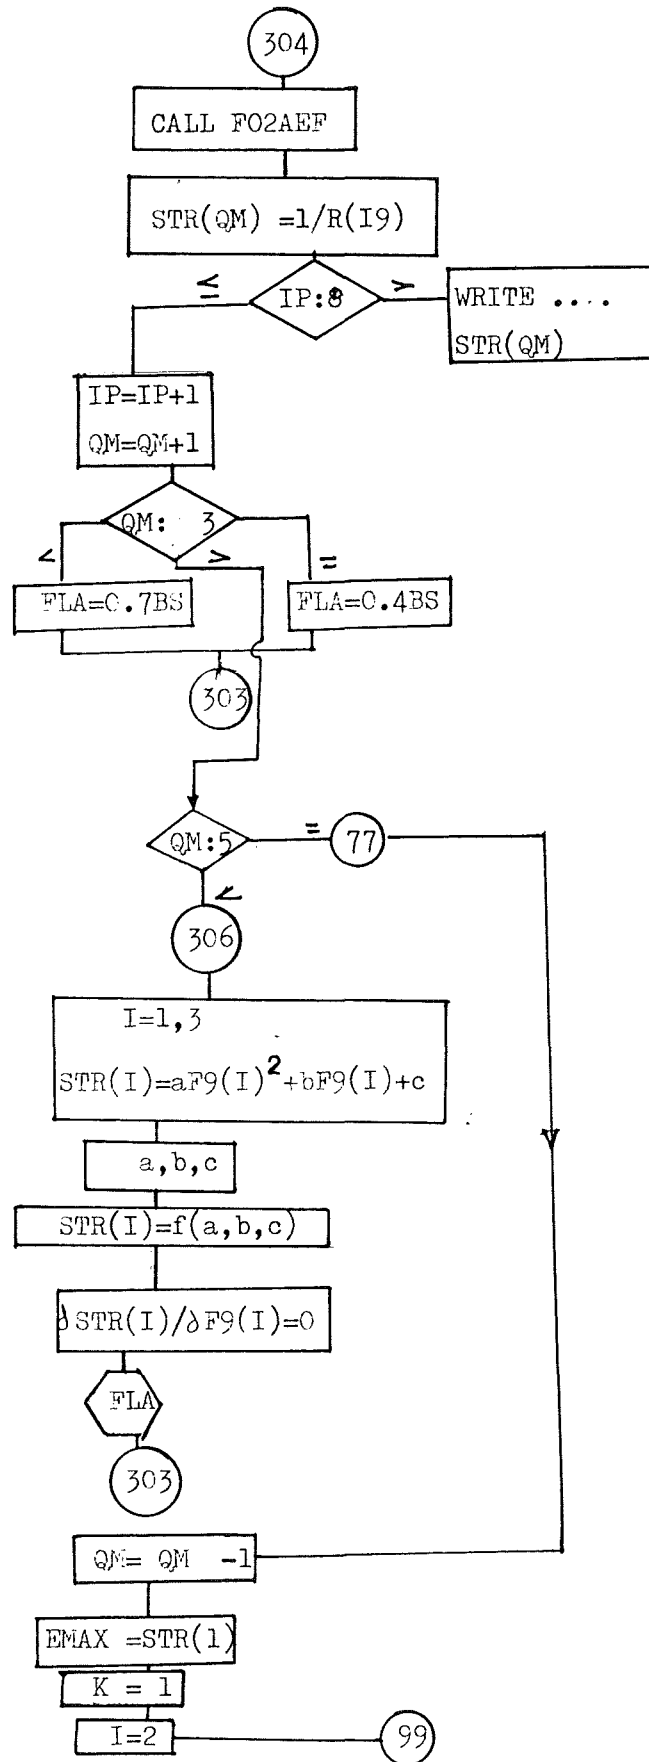 304
CALL F02AEF
STR(QM) =1/R(I9)
≤
IP:8
>
WRITE ....
STR(QM)
IP=IP+1
QM=QM+1
QM: 3
<
>
=
FLA=0.7BS
FLA=0.4BS
303
QM:5
=
77
<
306
I=1,3
STR(I)=aF9(I)²+bF9(I)+c
a,b,c
STR(I)=f(a,b,c)
∂STR(I)/∂F9(I)=0
FLA
303
QM= QM -1
EMAX =STR(1)
K = 1
I=2
99